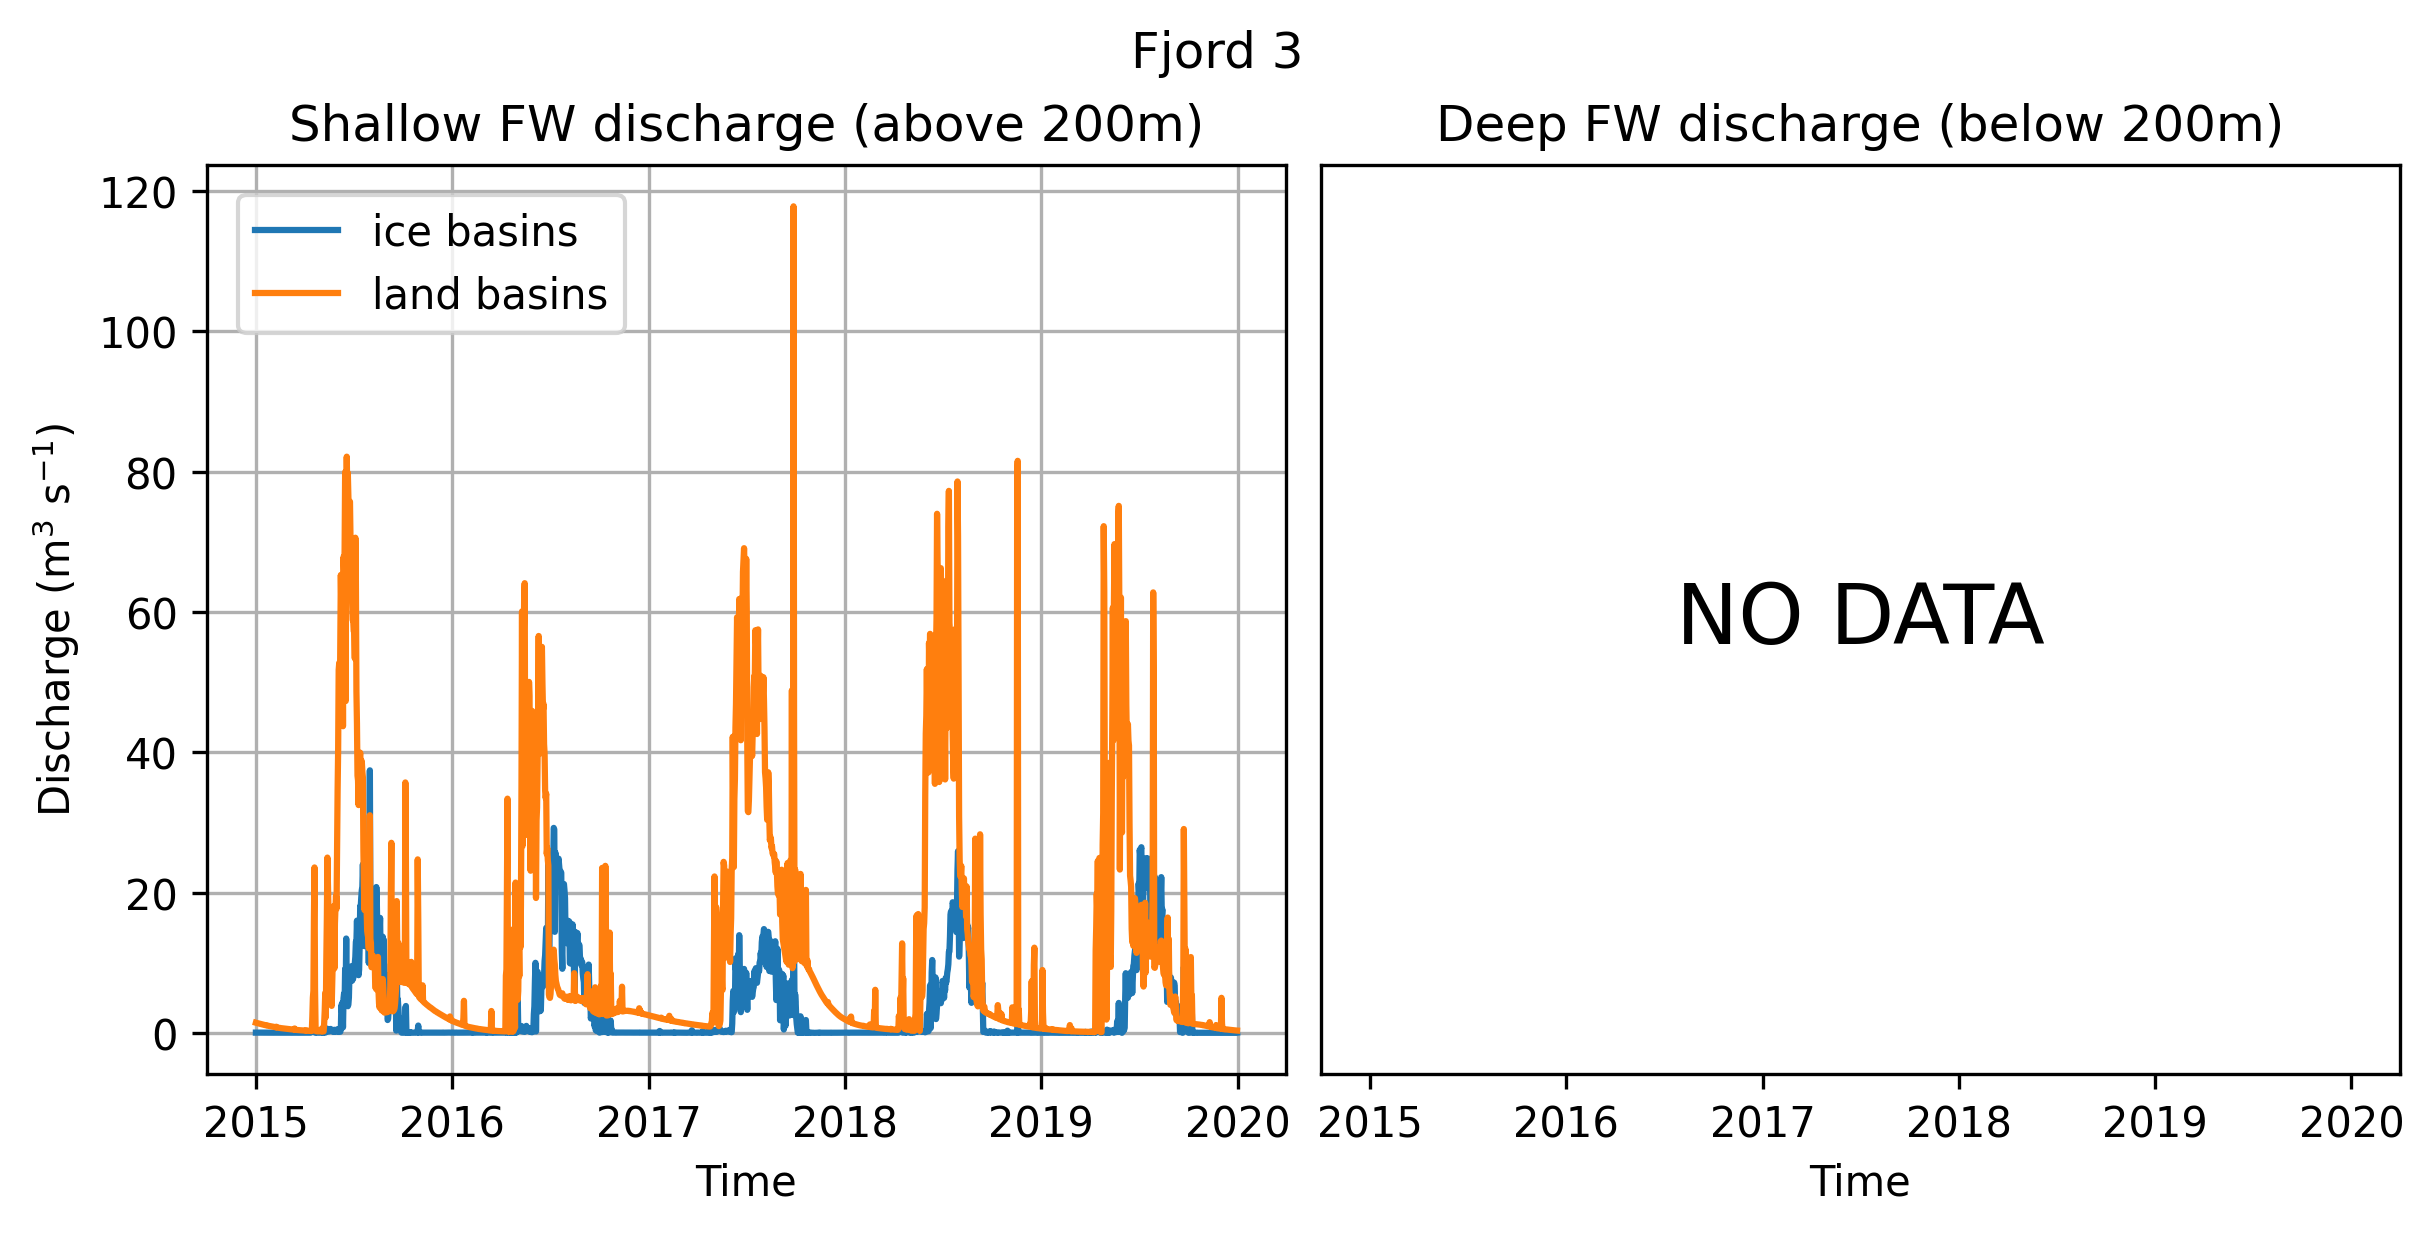 Fjord 3
Shallow FW discharge (above 200m)
Deep FW discharge (below 200m)
120
100
80
60
40
20
0
Discharge (m³ s⁻¹)
ice basins
land basins
NO DATA
2015 2016 2017 2018 2019 2020
2015 2016 2017 2018 2019 2020
Time
Time